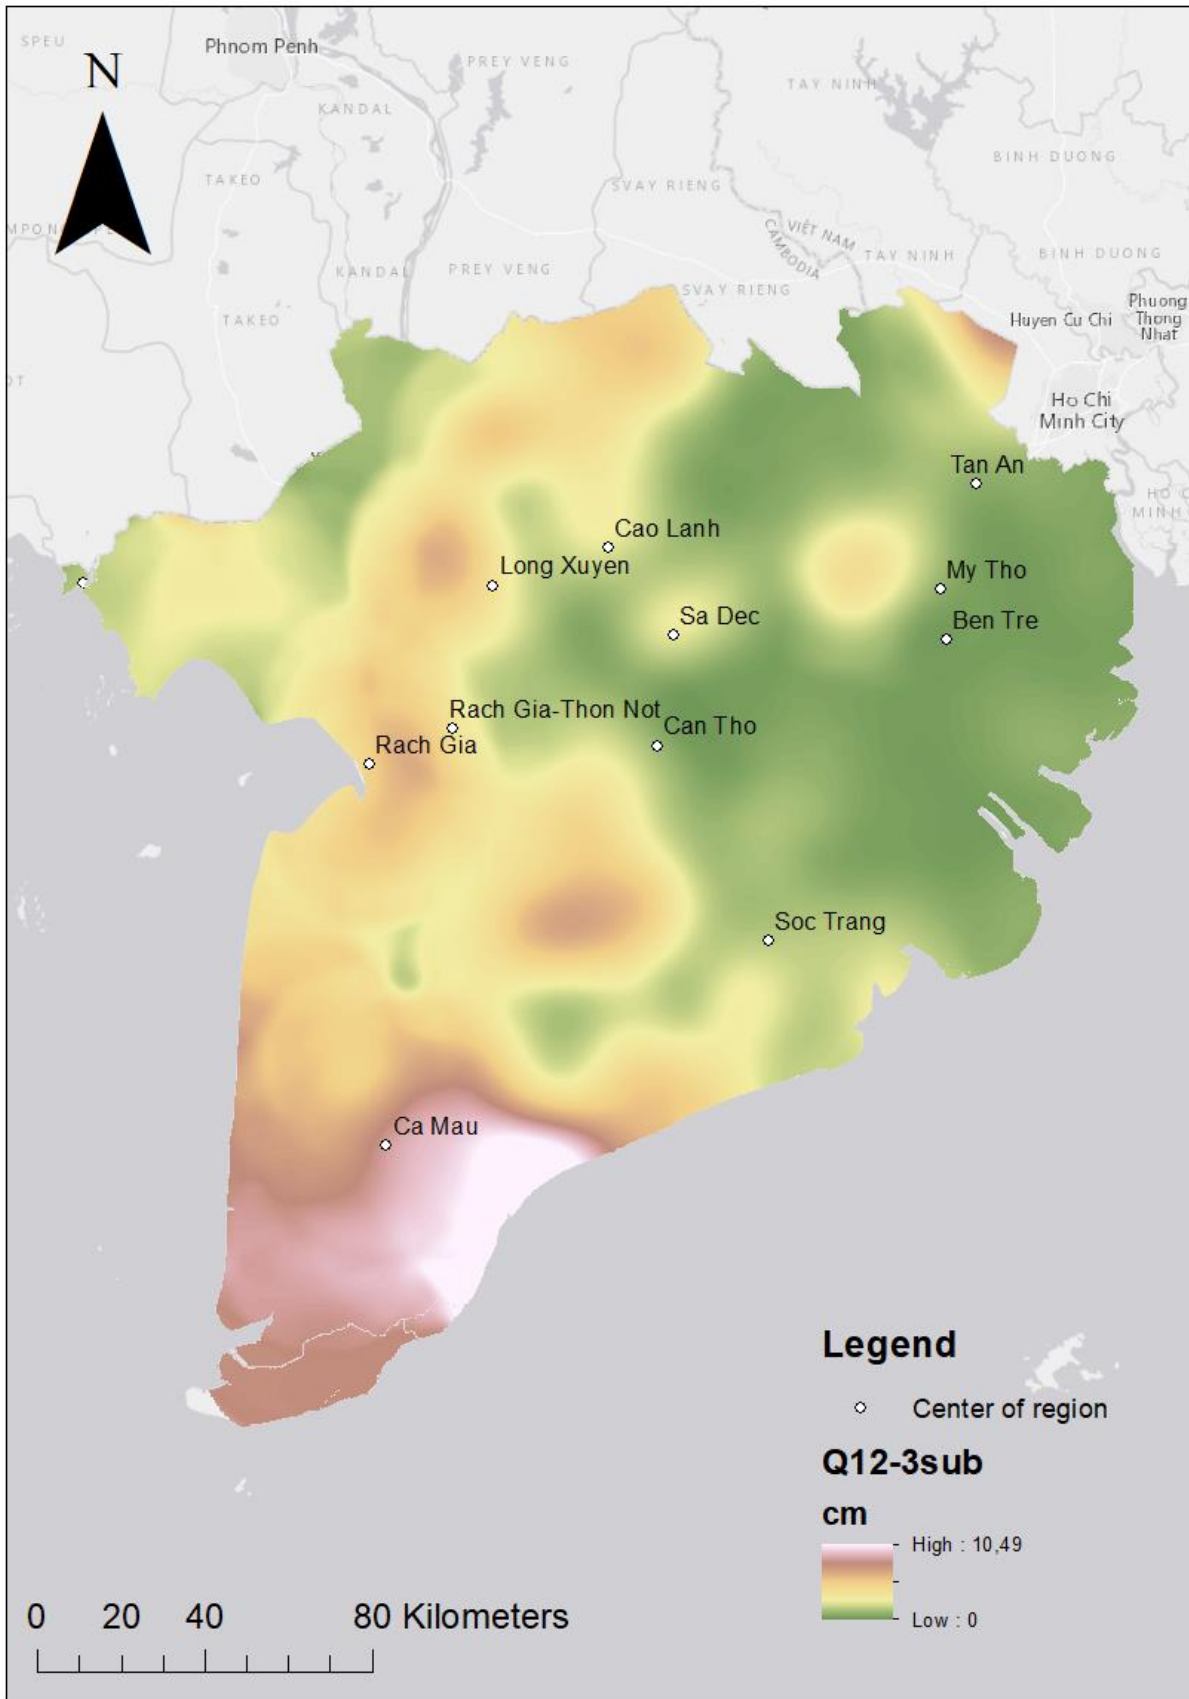 SPEU
Phnom Penh
PREY VENG
TAY NINH
N
KANDAL
BINH DUONG
TAKEO
SVAY RIENG
VIỆT NAM
CAMBODIA
TAY NINH
BINH DUONG
KANDAL
PREY VENG
SVAY RIENG
TAKEO
Huyen Cu Chi
Phuong
Thong
Nhat
Ho Chi
Minh City
Tan An
HO C
MINH
Cao Lanh
Long Xuyen
My Tho
Sa Dec
Ben Tre
Rach Gia-Thon Not
Can Tho
Rach Gia
Soc Trang
Ca Mau
Legend
Center of region
Q12-3sub
cm
High : 10,49
Low : 0
0 20 40 80 Kilometers